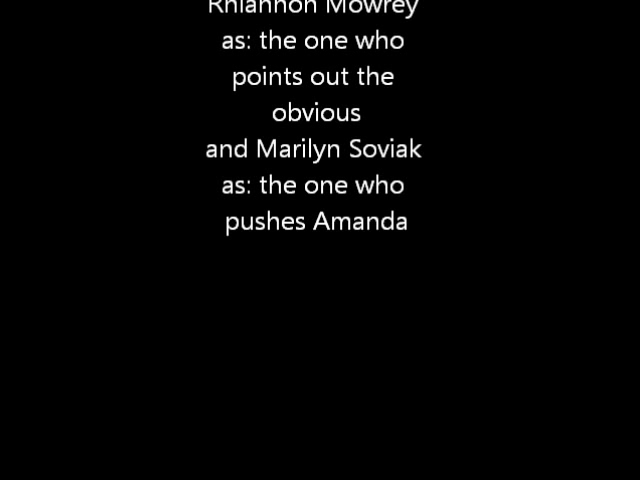 Rhiannon Mowrey
as: the one who
points out the
obvious
and Marilyn Soviak
as: the one who
pushes Amanda